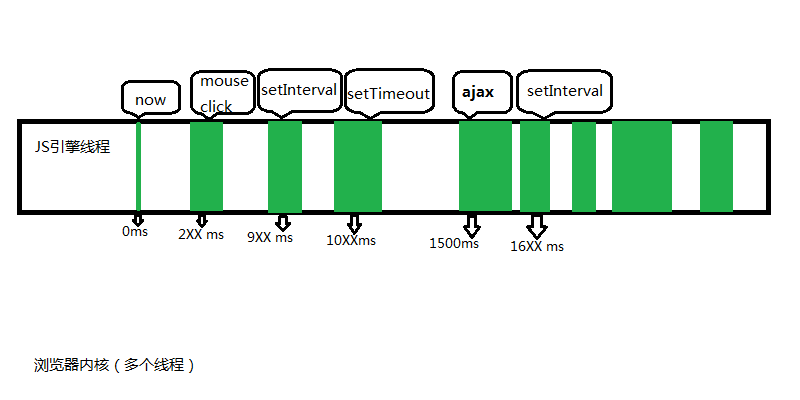 now
mouse
click
setInterval
setTimeout
ajax
setInterval
JS引擎线程
0ms
2XX ms
9XX ms
10XXms
1500ms
16XX ms
浏览器内核（多个线程）